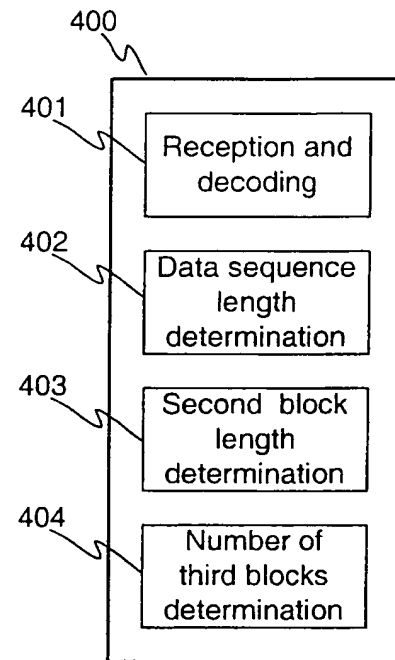 400
401
Reception and
decoding
402
Data sequence
length
determination
403
Second block
length
determination
404
Number of
third blocks
determination